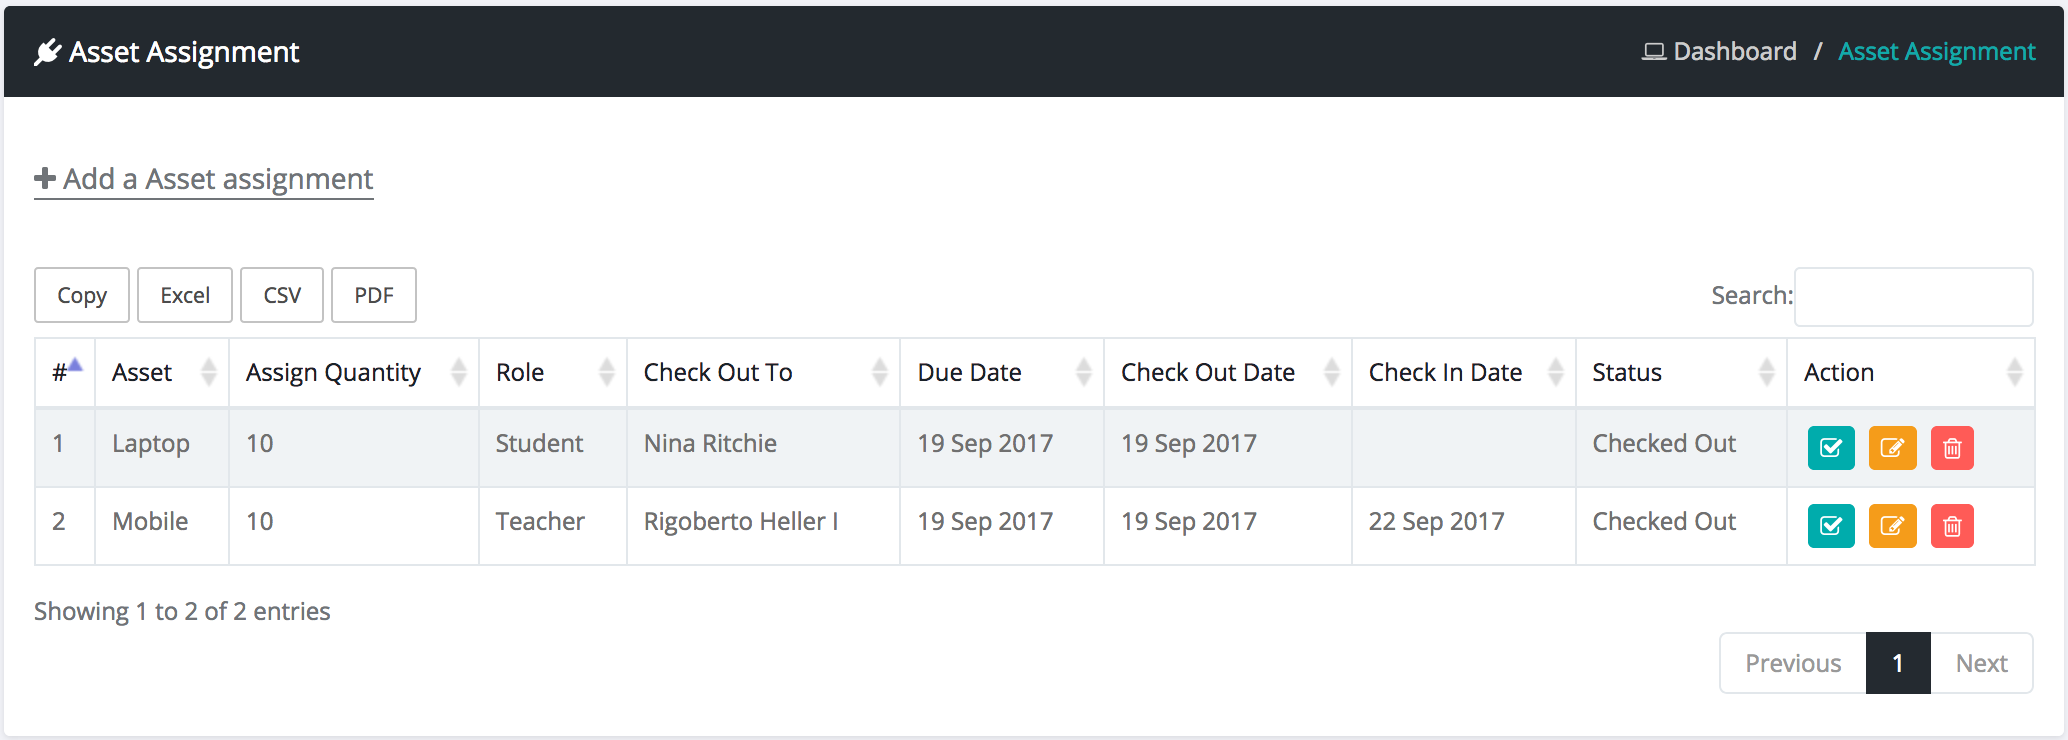 Asset Assignment
Dashboard / Asset Assignment
Add a Asset assignment
Copy Excel CSV PDF
Search:
# Asset Assign Quantity Role Check Out To Due Date Check Out Date Check In Date Status Action
1 Laptop 10 Student Nina Ritchie 19 Sep 2017 19 Sep 2017 Checked Out
2 Mobile 10 Teacher Rigoberto Heller I 19 Sep 2017 19 Sep 2017 22 Sep 2017 Checked Out
Showing 1 to 2 of 2 entries
Previous 1 Next